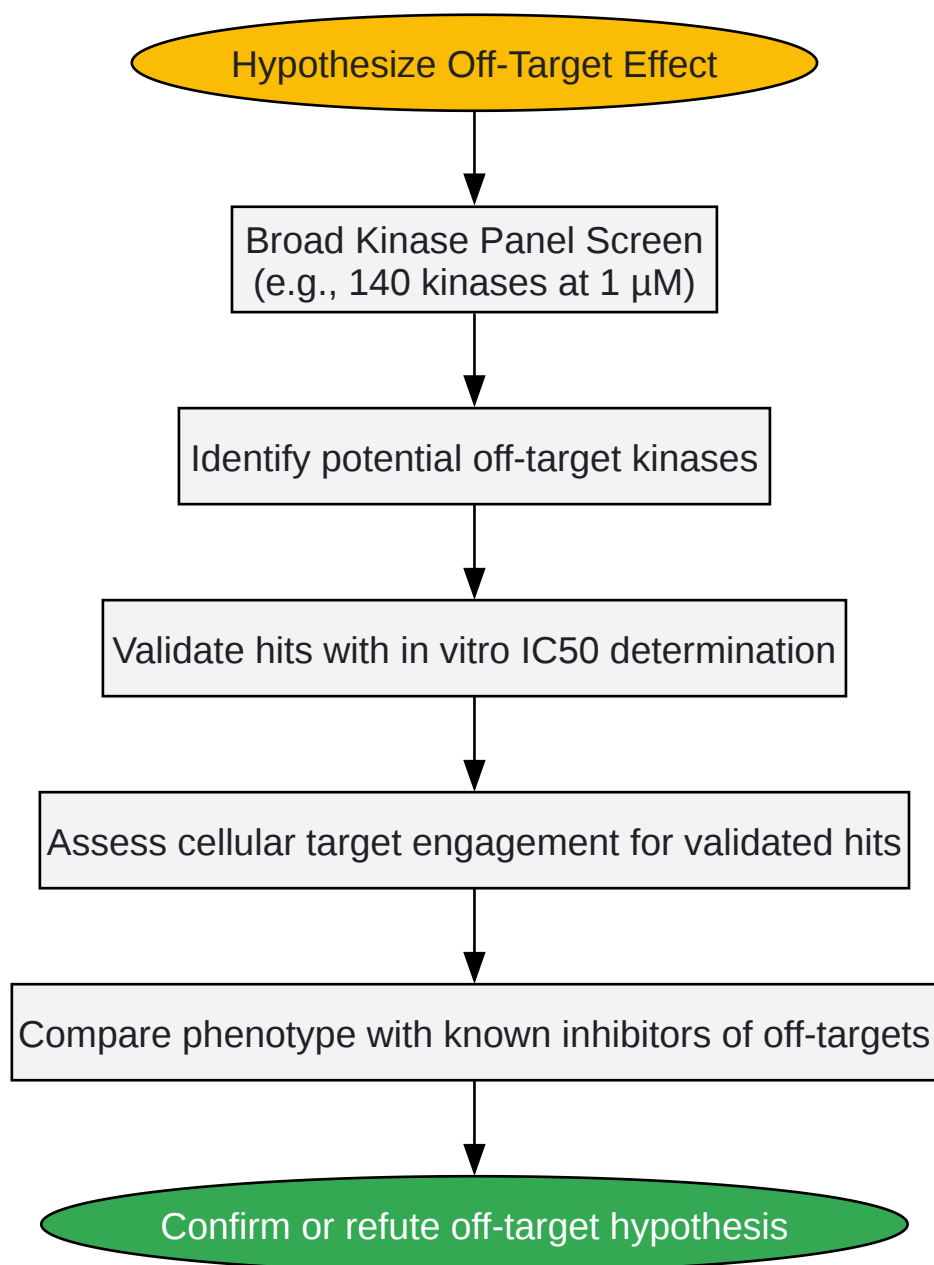 Hypothesize Off-Target Effect
Broad Kinase Panel Screen
(e.g., 140 kinases at 1 µM)
Identify potential off-target kinases
Validate hits with in vitro IC50 determination
Assess cellular target engagement for validated hits
Compare phenotype with known inhibitors of off-targets
Confirm or refute off-target hypothesis